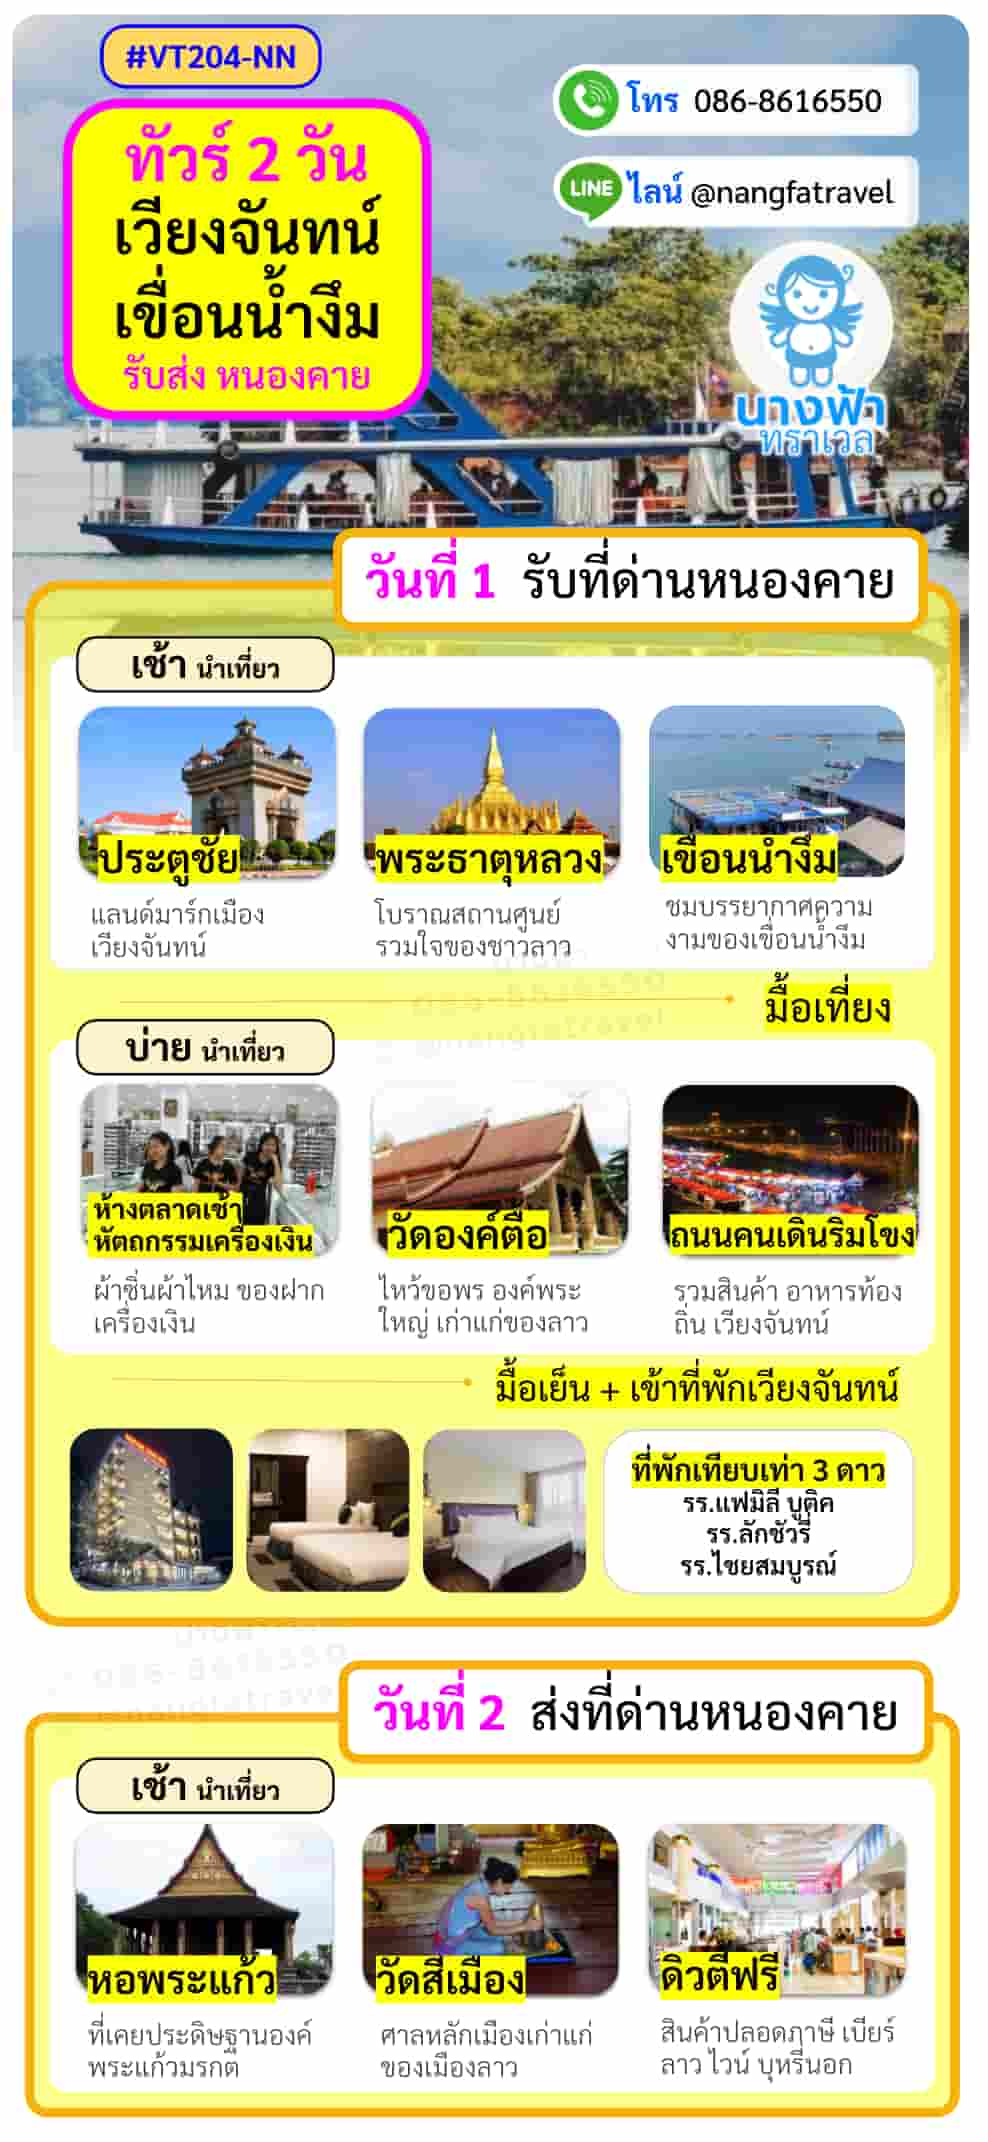 #VT204-NN
ทัวร์ 2 วัน
เวียงจันทน์
เขื่อนน้ำงึม
รับส่ง หนองคาย
โทร 086-8616550
LINE
ไลน์ @nangfatravel
นางฟ้า
ทราเวล
วันที่ 1 รับที่ด่านหนองคาย
เช้า นำเที่ยว
ประตูชัย
แลนด์มาร์กเมือง
เวียงจันทน์
พระธาตุหลวง
โบราณสถานศูนย์
รวมใจของชาวลาว
เขื่อนน้ำงึม
ชมบรรยากาศความ
งามของเขื่อนน้ำงึม
086-8616550
@nangfatravel
มื้อเที่ยง
บ่าย นำเที่ยว
ห้างตลาดเช้า
หัตถกรรมเครื่องเงิน
ผ้าซิ่นผ้าไหม ของฝาก
เครื่องเงิน
วัดองค์ตื้อ
ไหว้ขอพร องค์พระ
ใหญ่ เก่าแก่ของลาว
ถนนคนเดินริมโขง
รวมสินค้า อาหารท้อง
ถิ่น เวียงจันทน์
มื้อเย็น + เข้าที่พักเวียงจันทน์
ที่พักเทียบเท่า 3 ดาว
รร.แฟมิลี บูติค
รร.ลักชัวรี่
รร.ไชยสมบูรณ์
086-8616550
วันที่ 2 ส่งที่ด่านหนองคาย
เช้า นำเที่ยว
หอพระแก้ว
ที่เคยประดิษฐานองค์
พระแก้วมรกต
วัดสีเมือง
ศาลหลักเมืองเก่าแก่
ของเมืองลาว
ดิวตี้ฟรี
สินค้าปลอดภาษี เบียร์
ลาว ไวน์ บุหรี่นอก